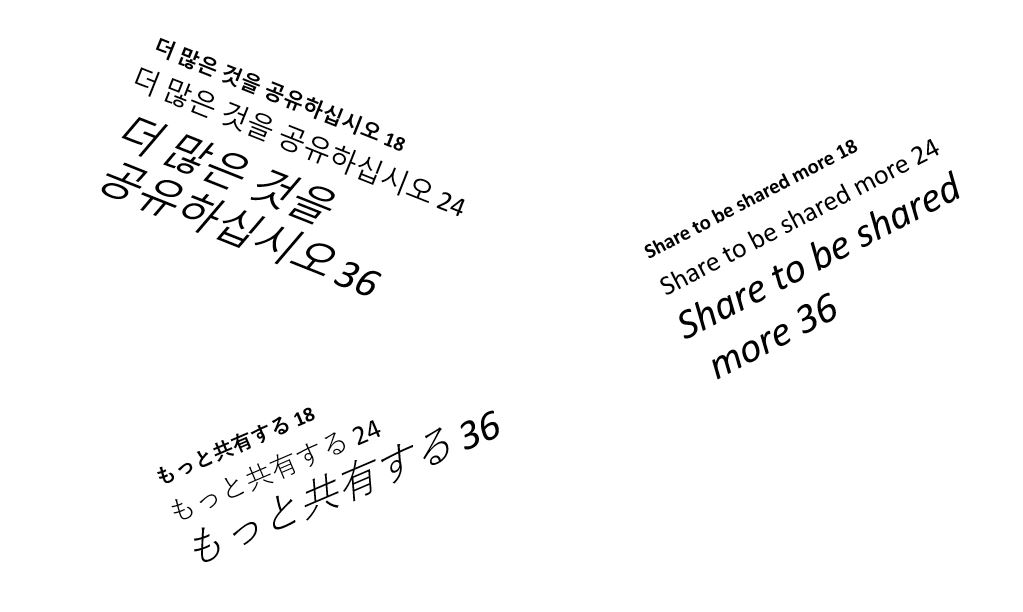 더 많은 것을 공유하십시오 18
더 많은 것을 공유하십시오 24
더 많은 것을
공유하십시오 36
Share to be shared more 18
Share to be shared more 24
Share to be shared
more 36
もっと共有する 18
もっと共有する 24
もっと共有する 36